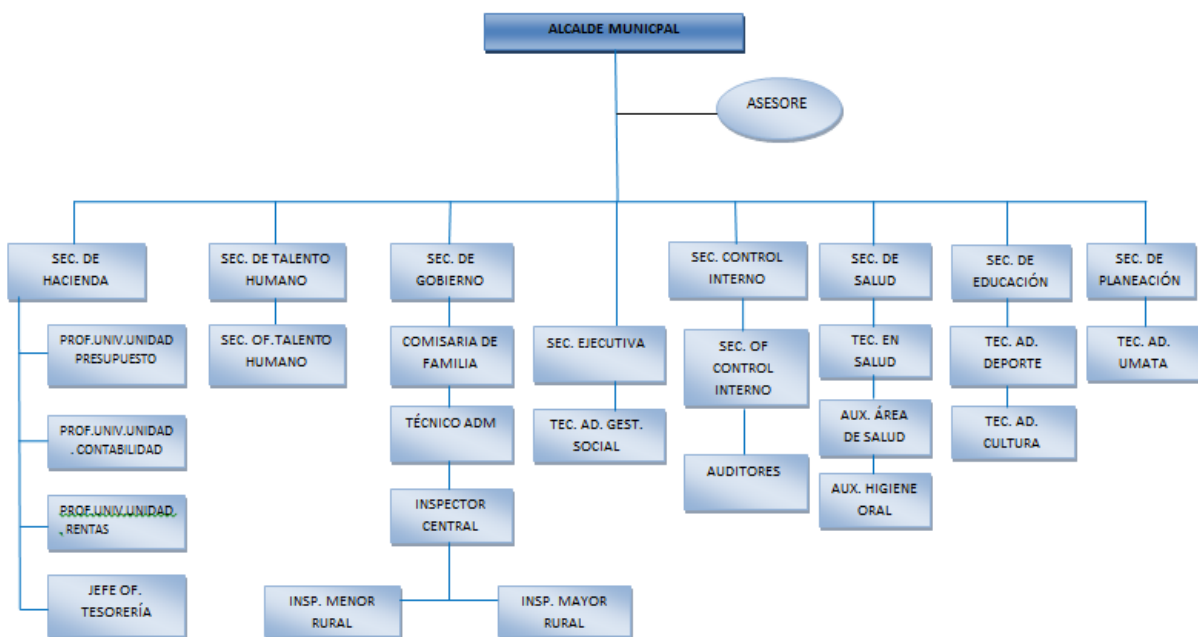 ALCALDE MUNICPAL
ASESORE
SEC. DE
HACIENDA
SEC. DE TALENTO
HUMANO
SEC. DE
GOBIERNO
SEC. CONTROL
INTERNO
SEC. DE
SALUD
SEC. DE
EDUCACIÓN
SEC. DE
PLANEACIÓN
PROF.UNIV.UNIDAD
PRESUPUESTO
SEC. OF.TALENTO
HUMANO
COMISARIA DE
FAMILIA
SEC. EJECUTIVA
SEC. OF
CONTROL
INTERNO
TEC. EN
SALUD
TEC. AD.
DEPORTE
TEC. AD.
UMATA
PROF.UNIV.UNIDAD
. CONTABILIDAD
TÉCNICO ADM
TEC. AD. GEST.
SOCIAL
AUDITORES
AUX. ÁREA
DE SALUD
TEC. AD.
CULTURA
PROF.UNIV.UNIDAD.
. RENTAS
INSPECTOR
CENTRAL
AUX. HIGIENE
ORAL
JEFE OF.
TESORERÍA
INSP. MENOR
RURAL
INSP. MAYOR
RURAL